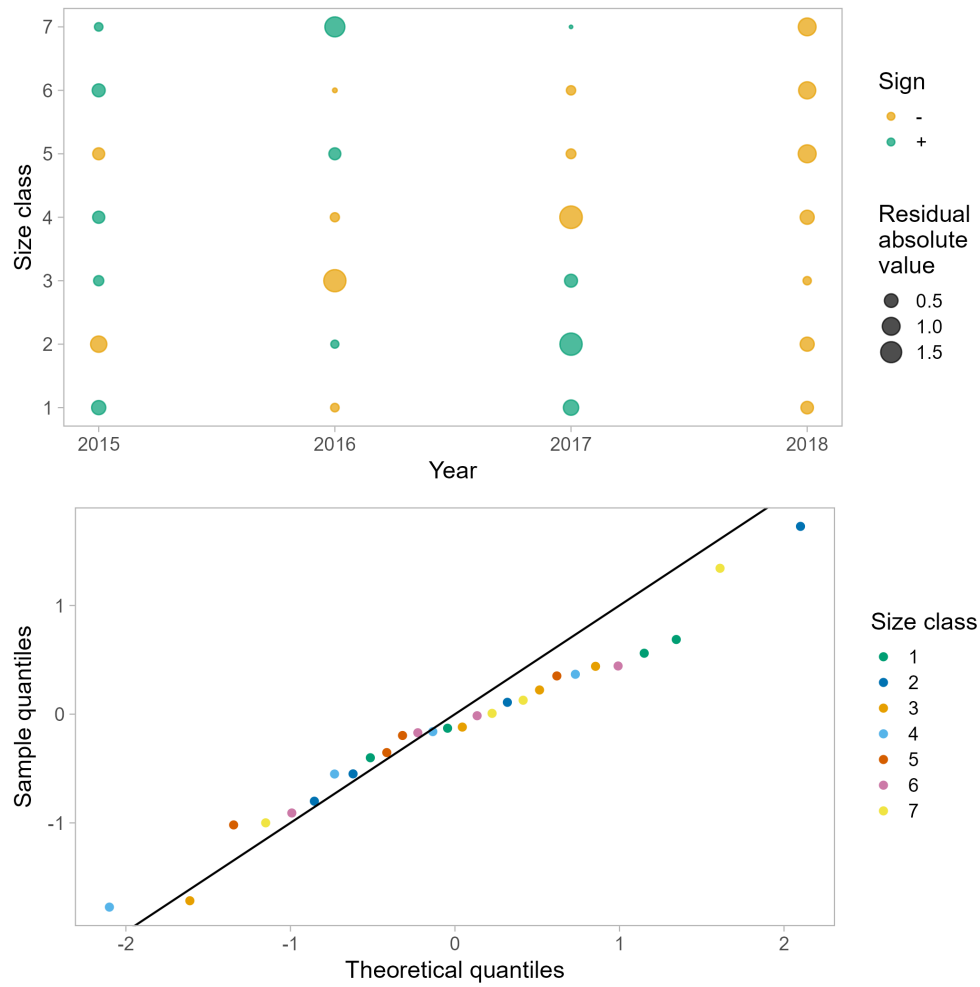 7
6
5
4
3
2
1
Size class
2015 2016 2017 2018
Year
Sign
-
+
Residual
absolute
value
0.5
1.0
1.5
1
0
-1
Sample quantiles
-2 -1 0 1 2
Theoretical quantiles
Size class
1
2
3
4
5
6
7